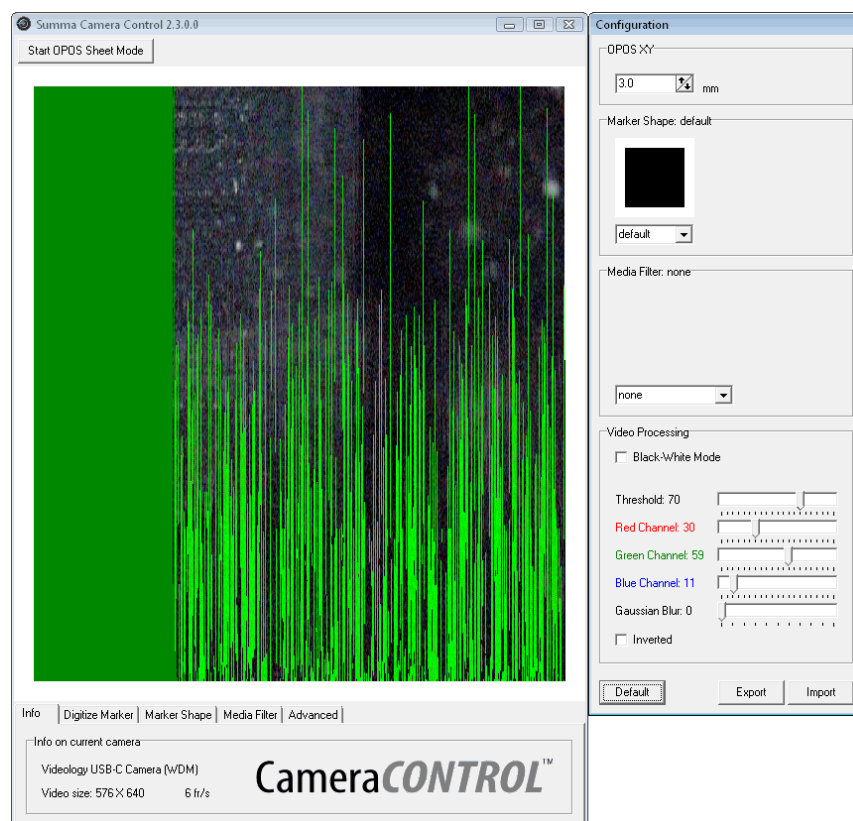 Summa Camera Control 2.3.0.0
Start OPOS Sheet Mode
Info
Digitize Marker
Marker Shape
Media Filter
Advanced
Info on current camera
Videology USB-C Camera (WDM)
Video size: 576 X 640 6 fr/s
CameraCONTROL™
Configuration
OPOS XY
3.0 mm
Marker Shape: default
default
Media Filter: none
none
Video Processing
Black-White Mode
Threshold: 70
Red Channel: 30
Green Channel: 59
Blue Channel: 11
Gaussian Blur: 0
Inverted
Default
Export
Import